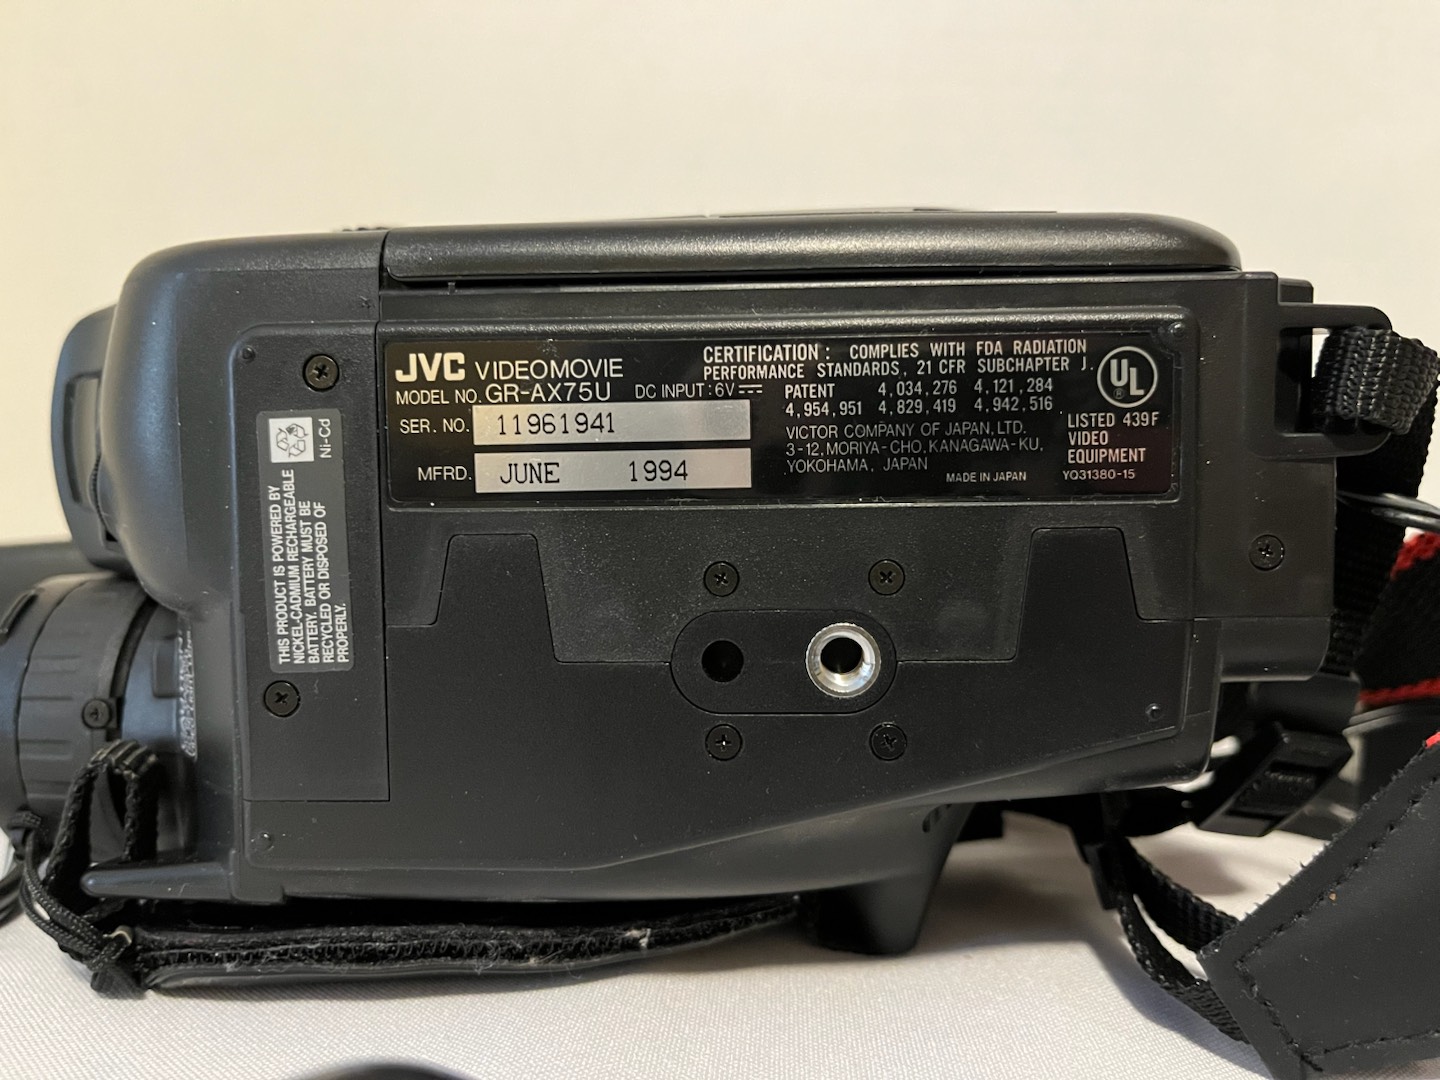 JVC VIDEOMOVIE
MODEL NO. GR-AX75U DC INPUT : 6V
SER. NO. 11961941
MFRD. JUNE 1994
CERTIFICATION : COMPLIES WITH FDA RADIATION
PERFORMANCE STANDARDS, 21 CFR SUBCHAPTER J.
PATENT 4,034,276 4,121,284
4,954,951 4,829,419 4,942,516
VICTOR COMPANY OF JAPAN, LTD.
3-12, MORIYA-CHO, KANAGAWA-KU,
YOKOHAMA, JAPAN
MADE IN JAPAN
UL ®
LISTED 439F
VIDEO
EQUIPMENT
YQ31380-15
Ni-Cd
THIS PRODUCT IS POWERED BY
NICKEL-CADMIUM RECHARGEABLE
BATTERY. BATTERY MUST BE
RECYCLED OR DISPOSED OF
PROPERLY.